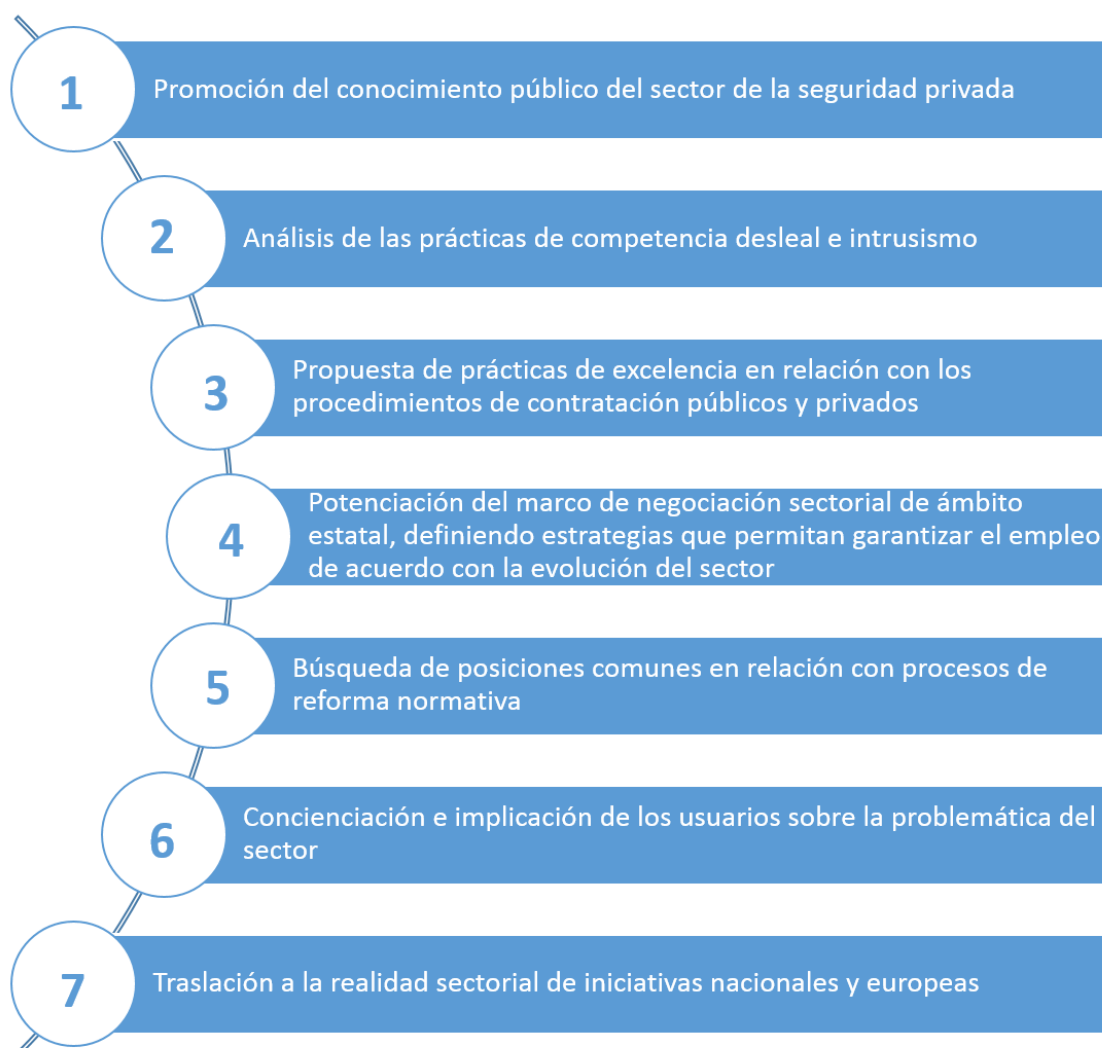 1
Promoción del conocimiento público del sector de la seguridad privada
2
Análisis de las prácticas de competencia desleal e intrusismo
3
Propuesta de prácticas de excelencia en relación con los
procedimientos de contratación públicos y privados
4
Potenciación del marco de negociación sectorial de ámbito
estatal, definiendo estrategias que permitan garantizar el empleo
de acuerdo con la evolución del sector
5
Búsqueda de posiciones comunes en relación con procesos de
reforma normativa
6
Concienciación e implicación de los usuarios sobre la problemática del
sector
7
Traslación a la realidad sectorial de iniciativas nacionales y europeas